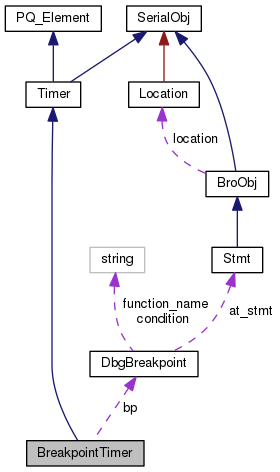 PQ_Element
SerialObj
Timer
Location
location
BroObj
string
Stmt
function_name
condition
at_stmt
DbgBreakpoint
bp
BreakpointTimer